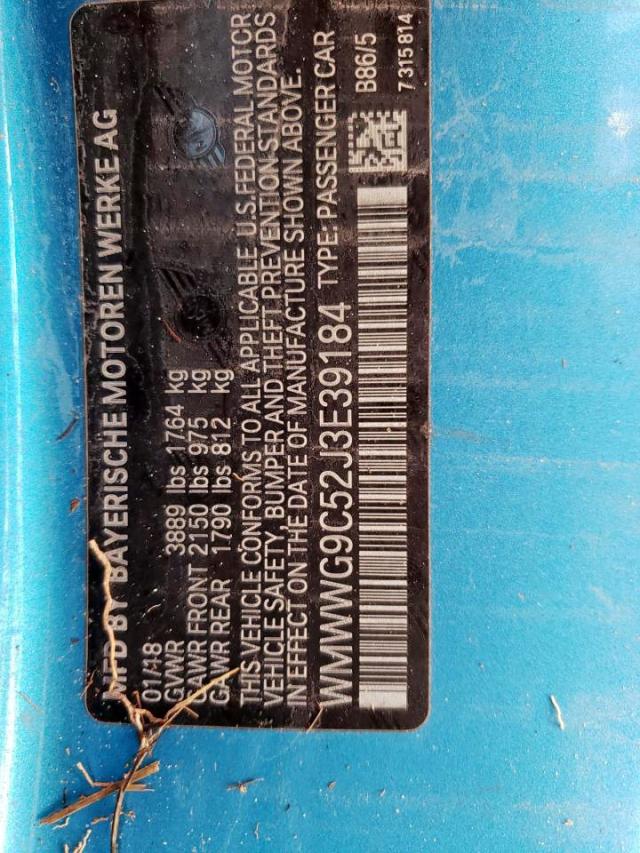 MFD BY BAYERISCHE MOTOREN WERKE AG
01/18
GVWR 3889 lbs 1764 kg
GAWR FRONT 2150 lbs 975 kg
GAWR REAR 1790 lbs 812 kg
THIS VEHICLE CONFORMS TO ALL APPLICABLE U.S. FEDERAL MOTOR
VEHICLE SAFETY, BUMPER AND THEFT PREVENTION STANDARDS
IN EFFECT ON THE DATE OF MANUFACTURE SHOWN ABOVE.
WMWWG9C52J3E39184 TYPE: PASSENGER CAR
B86/5
7 315 814